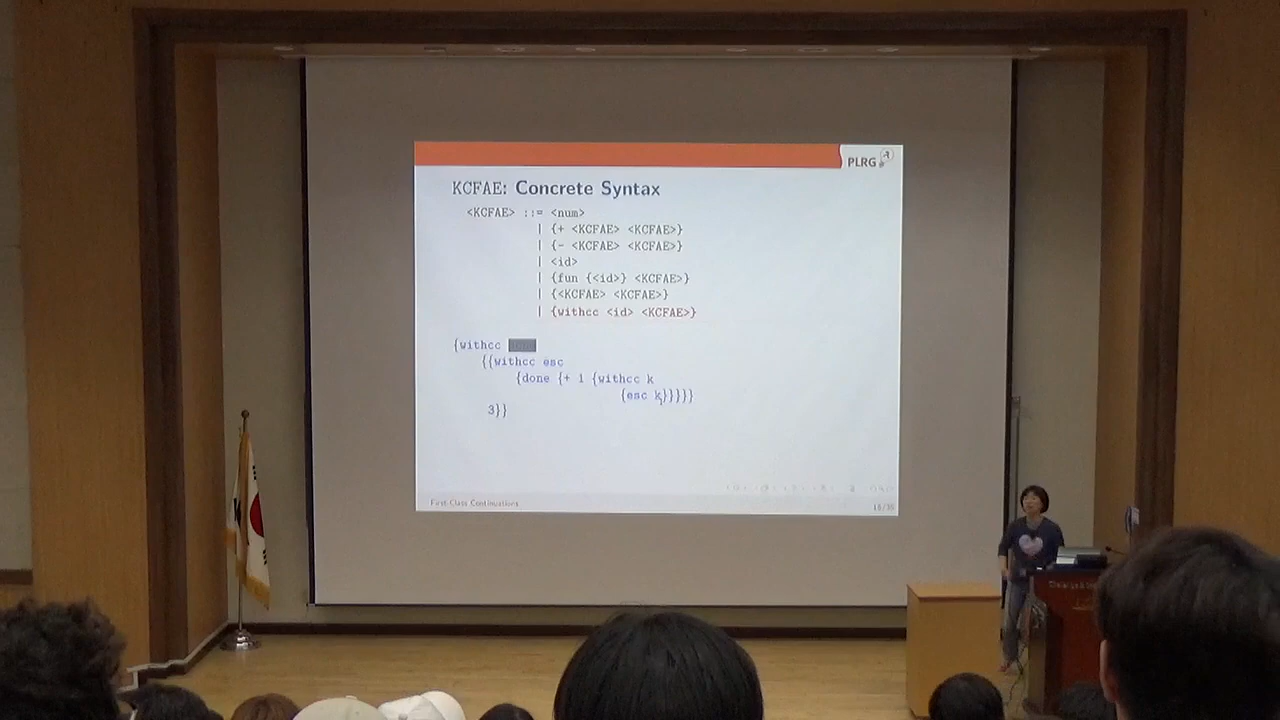 PLRG
KCFAE: Concrete Syntax
<KCFAE> ::= <num>
| {+ <KCFAE> <KCFAE>}
| {- <KCFAE> <KCFAE>}
| <id>
| {fun {<id>} <KCFAE>}
| {<KCFAE> <KCFAE>}
| {withcc <id> <KCFAE>}
{withcc
{{withcc esc
{done {+ 1 {withcc k
{esc k}}}}}
3}}
First-Class Continuations